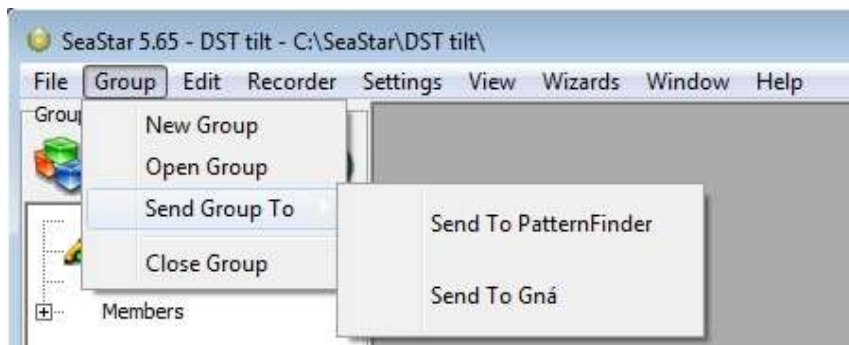 SeaStar 5.65 - DST tilt - C:\SeaStar\DST tilt\
File Group Edit Recorder Settings View Wizards Window Help
Grou
New Group
Open Group
Send Group To
Send To PatternFinder
Close Group
Send To Gná
Members